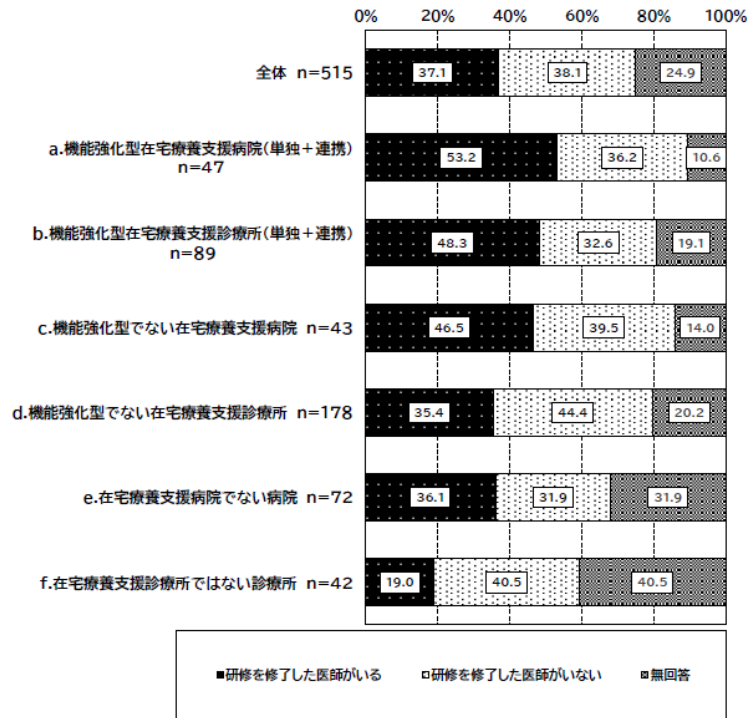 0% 20% 40% 60% 80% 100%
全体 n=515
37.1 38.1 24.9
a.機能強化型在宅療養支援病院(単独+連携)
n=47
53.2 36.2 10.6
b.機能強化型在宅療養支援診療所(単独+連携)
n=89
48.3 32.6 19.1
c.機能強化型でない在宅療養支援病院 n=43
46.5 39.5 14.0
d.機能強化型でない在宅療養支援診療所 n=178
35.4 44.4 20.2
e.在宅療養支援病院でない病院 n=72
36.1 31.9 31.9
f.在宅療養支援診療所ではない診療所 n=42
19.0 40.5 40.5
研修を修了した医師がいる 研修を修了した医師がいない 無回答